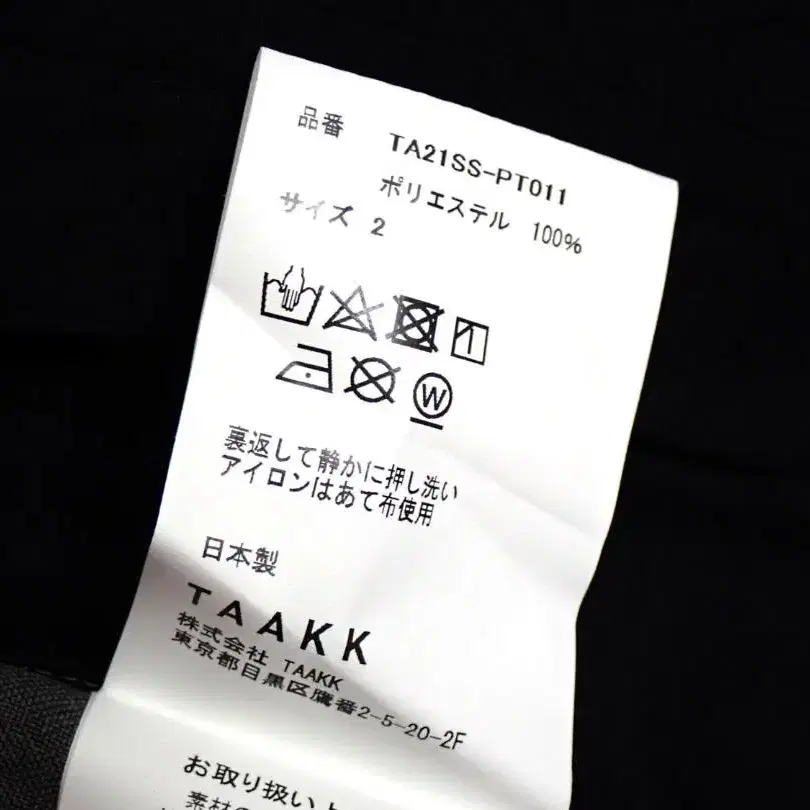 品番 TA21SS-PT011
ポリエステル 100%
サイズ 2
W
裏返して静かに押し洗い
アイロンはあて布使用
日本製
TAAKK
株式会社 TAAKK
東京都目黒区鷹番2-5-20-2F
お取り扱い上
素材の